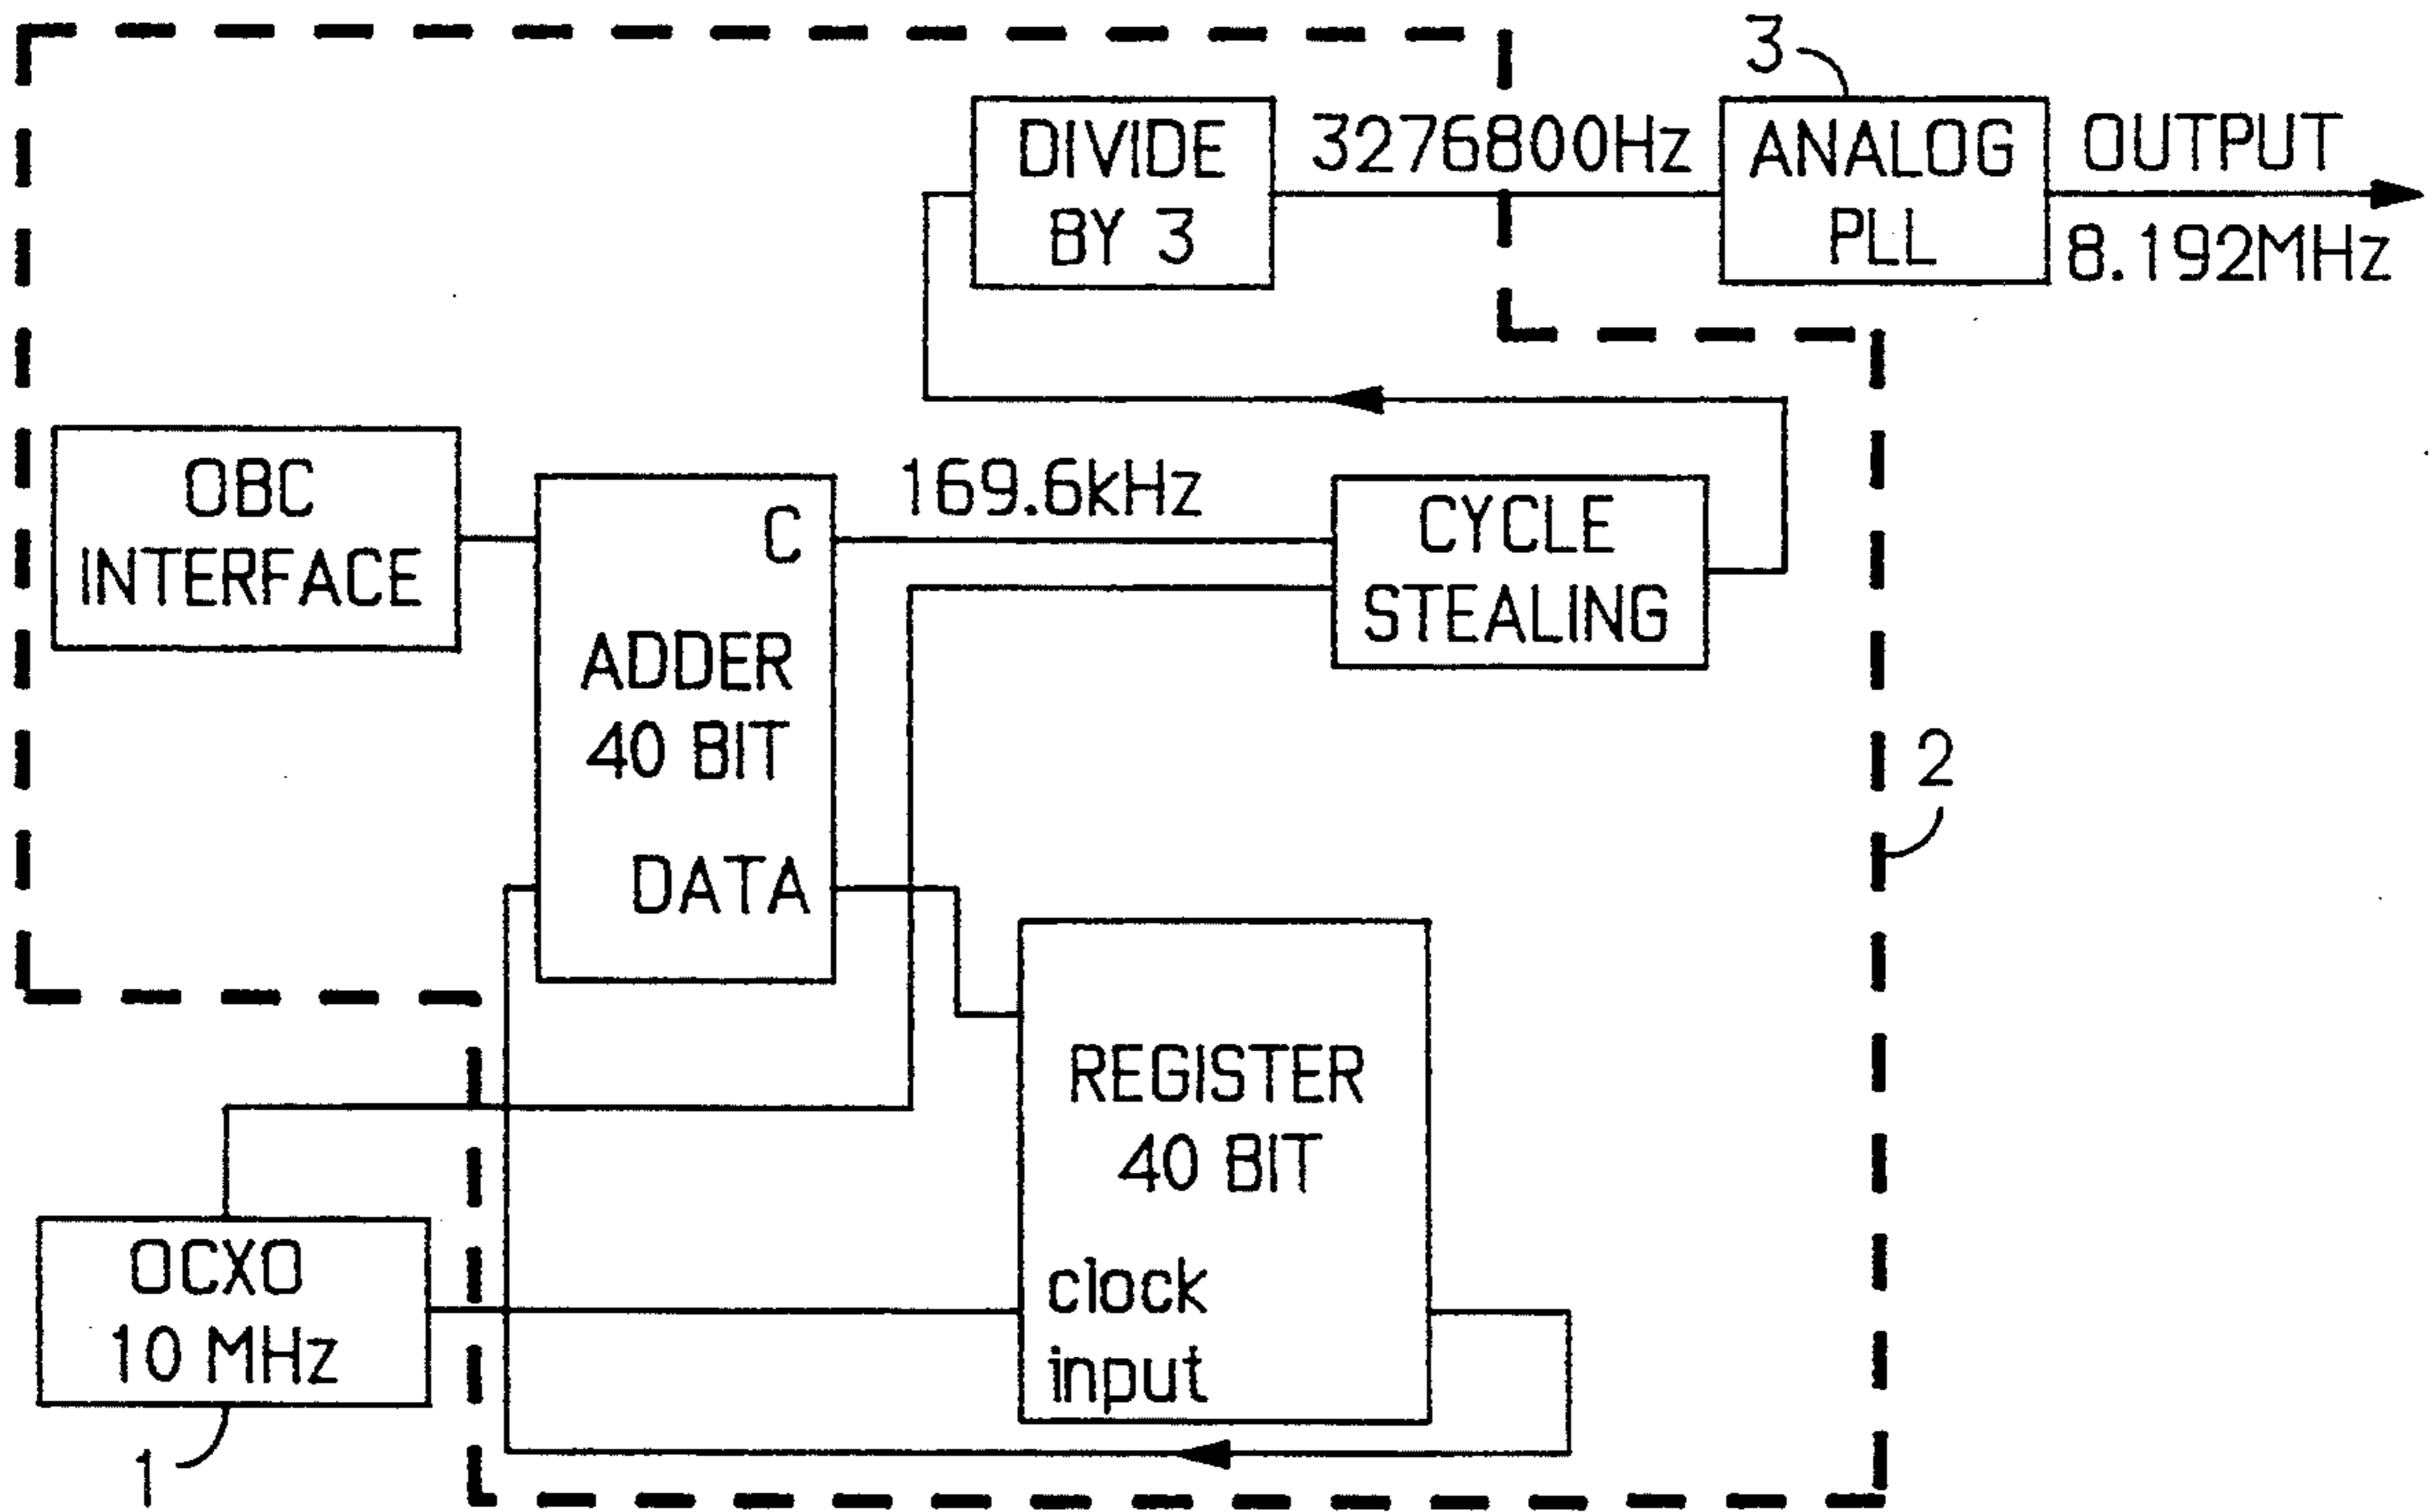 3
DIVIDE
BY 3
3276800Hz
ANALOG
PLL
OUTPUT
8.192MHz
OBC
INTERFACE
C
ADDER
40 BIT
DATA
169.6kHz
CYCLE
STEALING
2
REGISTER
40 BIT
clock
input
OCXO
10 MHz
1